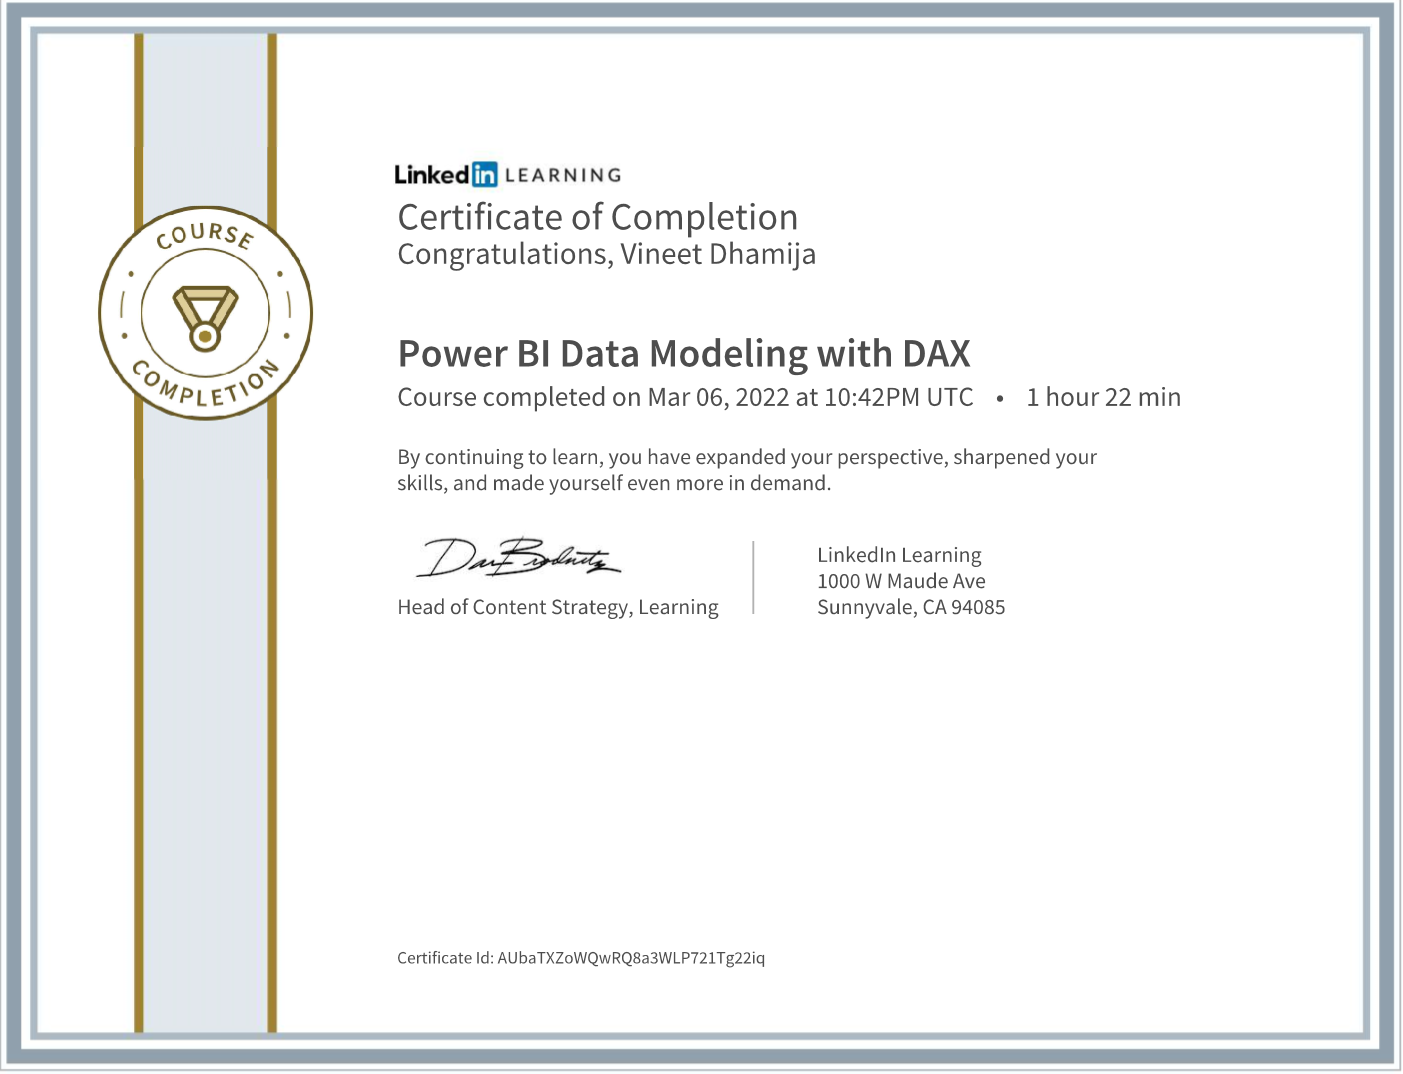 LinkedIn LEARNING
Certificate of Completion
Congratulations, Vineet Dhamija
COURSE
COMPLETION
Power BI Data Modeling with DAX
Course completed on Mar 06, 2022 at 10:42PM UTC • 1 hour 22 min
By continuing to learn, you have expanded your perspective, sharpened your
skills, and made yourself even more in demand.
Dan Brodnitz
Head of Content Strategy, Learning
LinkedIn Learning
1000 W Maude Ave
Sunnyvale, CA 94085
Certificate Id: AUbaTXZoWQwRQ8a3WLP721Tg22iq